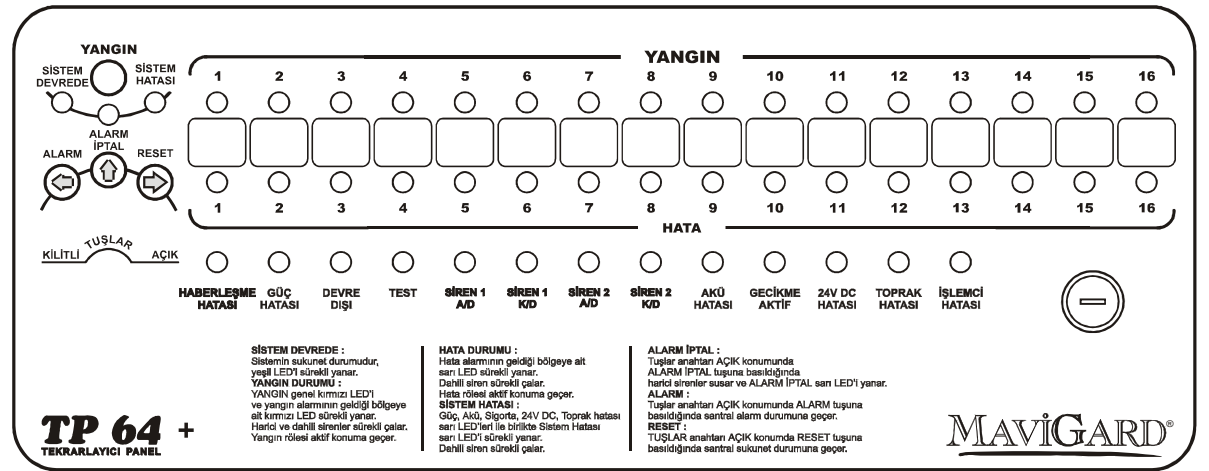 YANGIN
SİSTEM DEVREDE
SİSTEM HATASI
ALARM İPTAL
ALARM
RESET
KİLİTLİ TUŞLAR AÇIK
YANGIN
1 2 3 4 5 6 7 8 9 10 11 12 13 14 15 16
1 2 3 4 5 6 7 8 9 10 11 12 13 14 15 16
HATA
HABERLEŞME HATASI
GÜÇ HATASI
DEVRE DIŞI
TEST
SİREN 1 A/D
SİREN 1 K/D
SİREN 2 A/D
SİREN 2 K/D
AKÜ HATASI
GECİKME AKTİF
24V DC HATASI
TOPRAK HATASI
İŞLEMCİ HATASI
SİSTEM DEVREDE :
Sistemin sukunet durumudur,
yeşil LED'i sürekli yanar.
YANGIN DURUMU :
YANGIN genel kırmızı LED'i
ve yangın alarmının geldiği bölgeye
ait kırmızı LED sürekli yanar.
Harici ve dahili sirenler sürekli çalar.
Yangın rölesi aktif konuma geçer.
HATA DURUMU :
Hata alarmının geldiği bölgeye ait
sarı LED sürekli yanar.
Dahili siren sürekli çalar.
Hata rölesi aktif konuma geçer.
SİSTEM HATASI :
Güç, Akü, Sigorta, 24V DC, Toprak hatası
sarı LED'leri ile birlikte Sistem Hatası
sarı LED'i sürekli yanar.
Dahili siren sürekli çalar.
ALARM İPTAL :
Tuşlar anahtarı AÇIK konumunda
ALARM İPTAL tuşuna basıldığında
harici sirenler susar ve ALARM İPTAL sarı LED'i yanar.
ALARM :
Tuşlar anahtarı AÇIK konumunda ALARM tuşuna
basıldığında santral alarm durumuna geçer.
RESET :
TUŞLAR anahtarı AÇIK konumda RESET tuşuna
basıldığında santral sukunet durumuna geçer.
TP 64 +
TEKRARLAYICI PANEL
MAVİGARD®